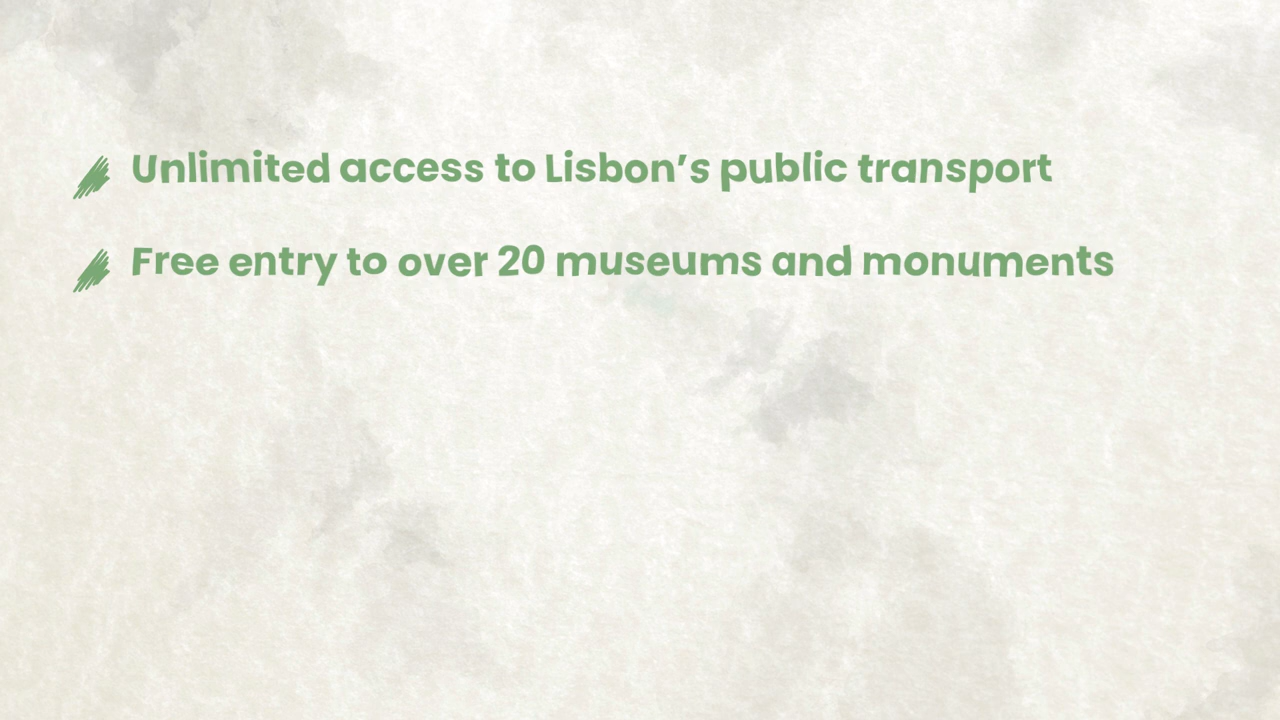 Unlimited access to Lisbon’s public transport
Free entry to over 20 museums and monuments